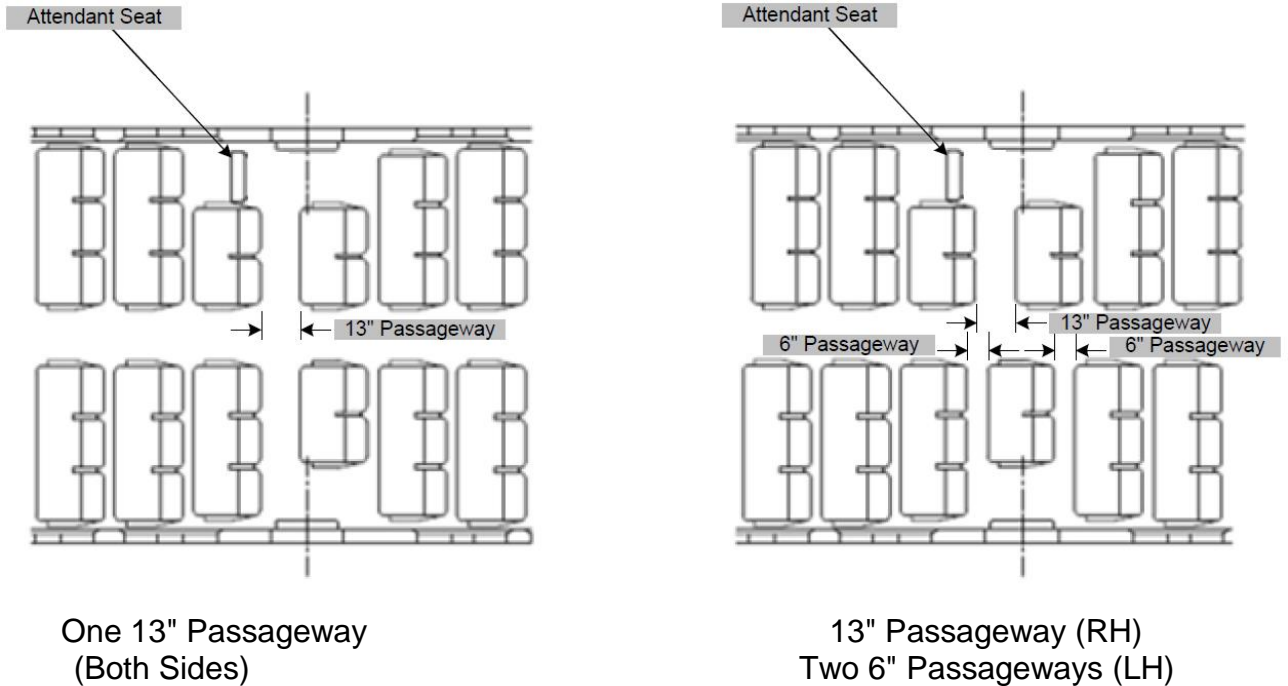 Attendant Seat
13" Passageway
One 13" Passageway
(Both Sides)
Attendant Seat
13" Passageway
6" Passageway
6" Passageway
13" Passageway (RH)
Two 6" Passageways (LH)